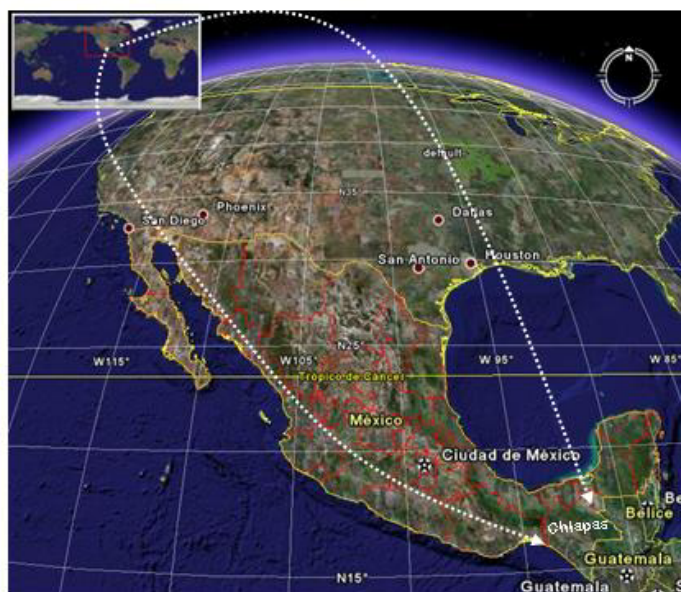 N
default
N35°
Phoenix
San Diego
Dallas
San Antonio
Houston
W115°
W105°
N25°
W 95°
W 85°
Trópico de Cáncer
México
Ciudad de México
Be
Belice
Chiapas
Guatemala
N15°
Guatemala
S